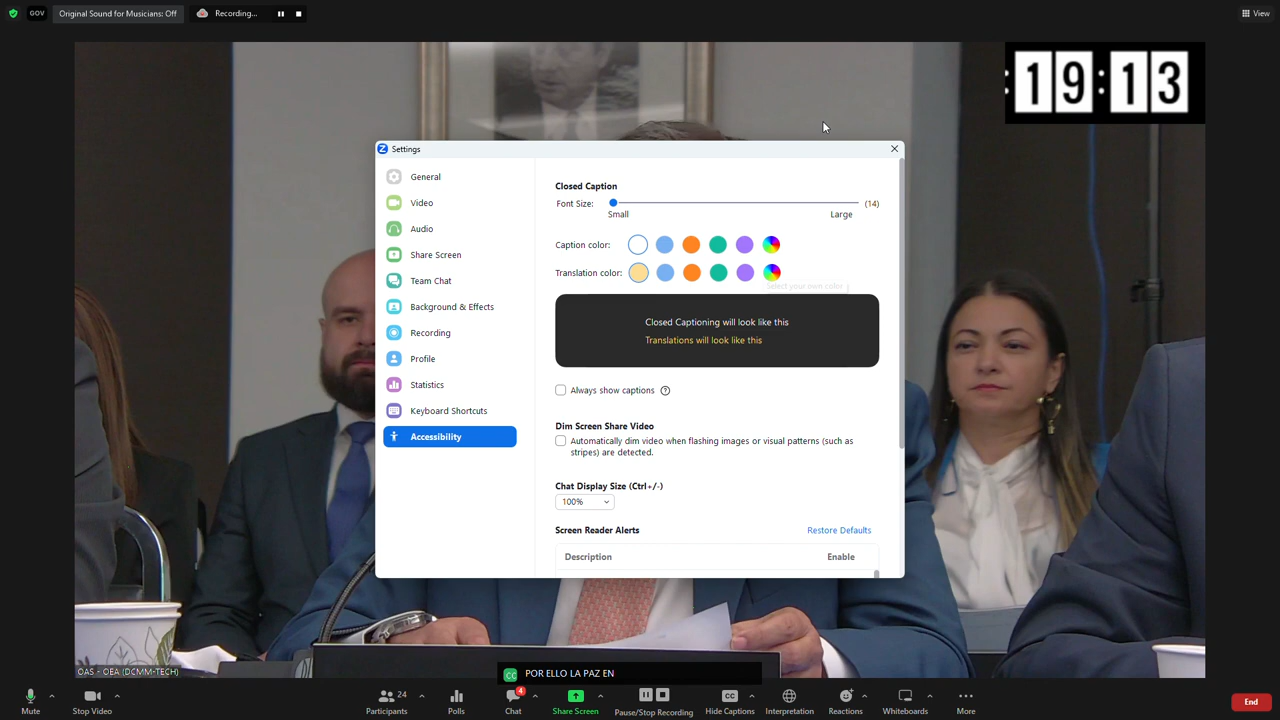 GOV
Original Sound for Musicians: Off
Recording...
View
:19:13
Settings
General
Video
Audio
Share Screen
Team Chat
Background & Effects
Recording
Profile
Statistics
Keyboard Shortcuts
Accessibility
Closed Caption
Font Size:
(14)
Small
Large
Caption color:
Translation color:
Select your own color
Closed Captioning will look like this
Translations will look like this
Always show captions
Dim Screen Share Video
Automatically dim video when flashing images or visual patterns (such as
stripes) are detected.
Chat Display Size (Ctrl+/-)
100%
Screen Reader Alerts
Restore Defaults
Description
Enable
OAS - OEA (DCMM-TECH)
CC
POR ELLO LA PAZ EN
24
4
CC
Mute
Stop Video
Participants
Polls
Chat
Share Screen
Pause/Stop Recording
Hide Captions
Interpretation
Reactions
Whiteboards
More
End